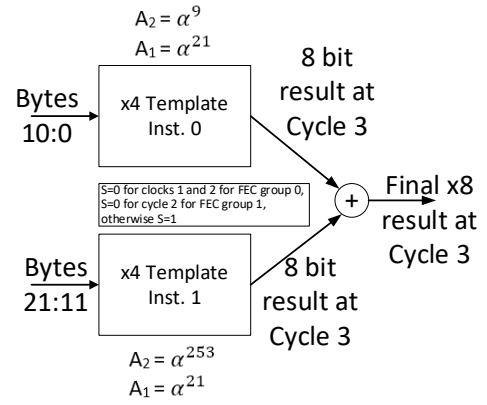 A₂ = α⁹
A₁ = α²¹
Bytes
10:0
x4 Template
Inst. 0
8 bit
result at
Cycle 3
S=0 for clocks 1 and 2 for FEC group 0,
S=0 for cycle 2 for FEC group 1,
otherwise S=1
+
Final x8
result at
Cycle 3
Bytes
21:11
x4 Template
Inst. 1
8 bit
result at
Cycle 3
A₂ = α²⁵³
A₁ = α²¹